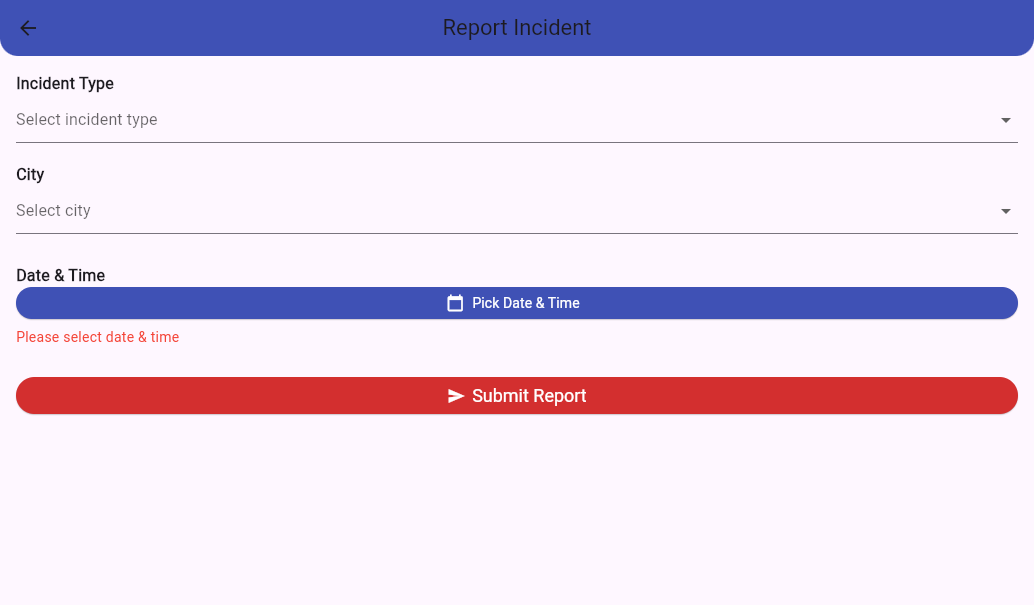 Report Incident
Incident Type
Select incident type
City
Select city
Date & Time
Pick Date & Time
Please select date & time
Submit Report